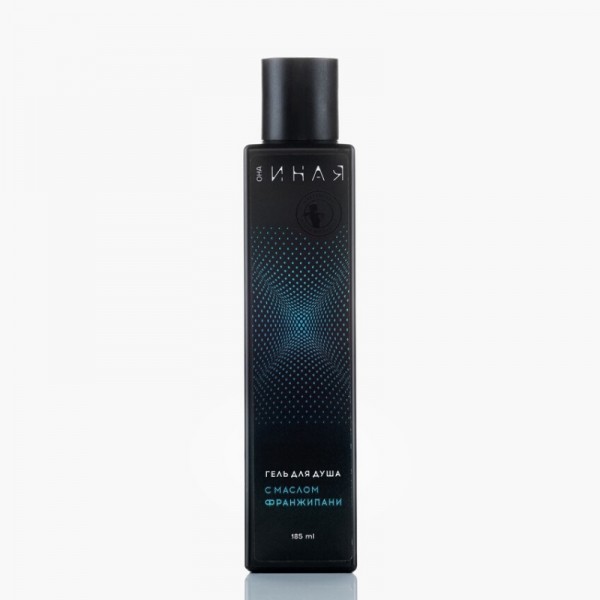 ОНА ИНАЯ
ГЕЛЬ ДЛЯ ДУША
С МАСЛОМ
ФРАНЖИПАНИ
185 ml